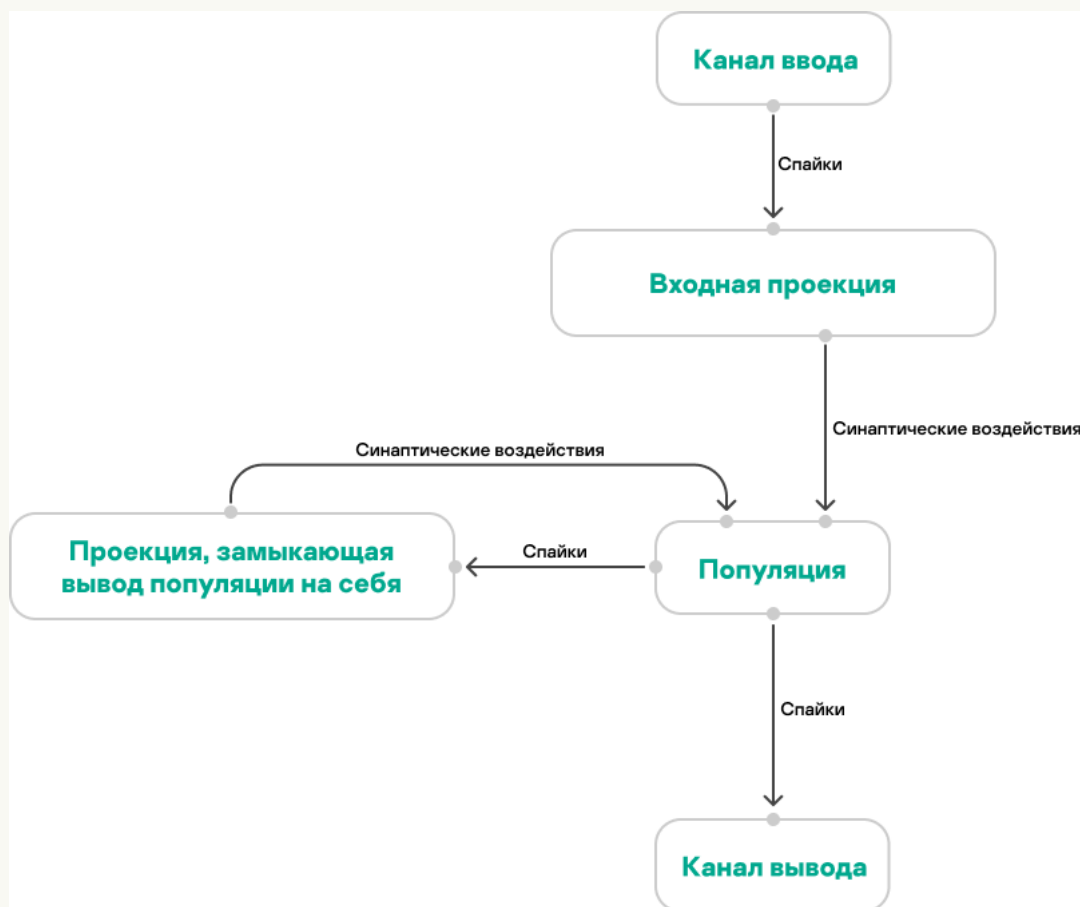 Канал ввода
Спайки
Входная проекция
Синаптические воздействия
Синаптические воздействия
Проекция, замыкающая
вывод популяции на себя
Спайки
Популяция
Спайки
Канал вывода